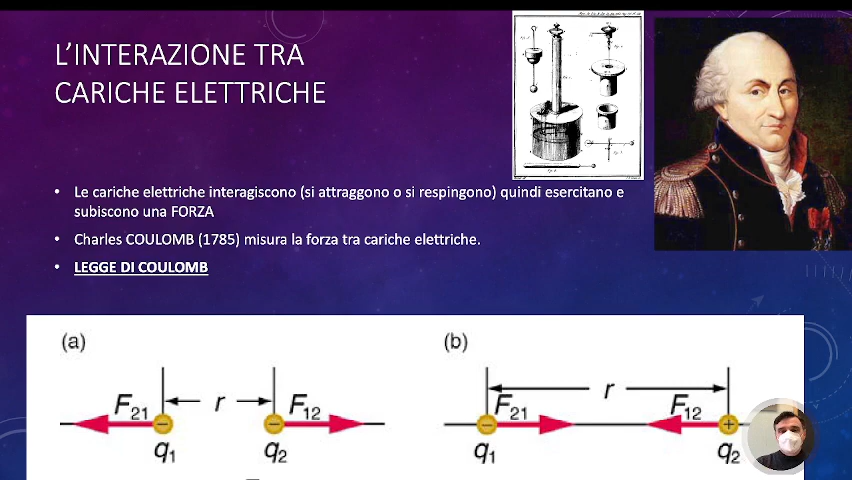 L'INTERAZIONE TRA
CARICHE ELETTRICHE
• Le cariche elettriche interagiscono (si attraggono o si respingono) quindi esercitano e
subiscono una FORZA
• Charles COULOMB (1785) misura la forza tra cariche elettriche.
• LEGGE DI COULOMB
(a)
(b)
F21
r
F12
F21
r
F12
q1
q2
q1
q2